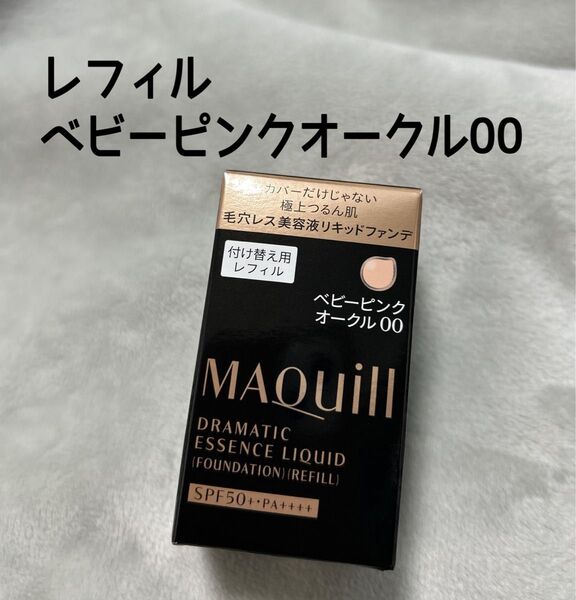 レフィル
ベビーピンクオークル00
カバーだけじゃない
極上つるん肌
毛穴レス美容液リキッドファンデ
付け替え用
レフィル
ベビーピンク
オークル 00
MAQuill
DRAMATIC
ESSENCE LIQUID
(FOUNDATION) (REFILL)
SPF50+・PA++++